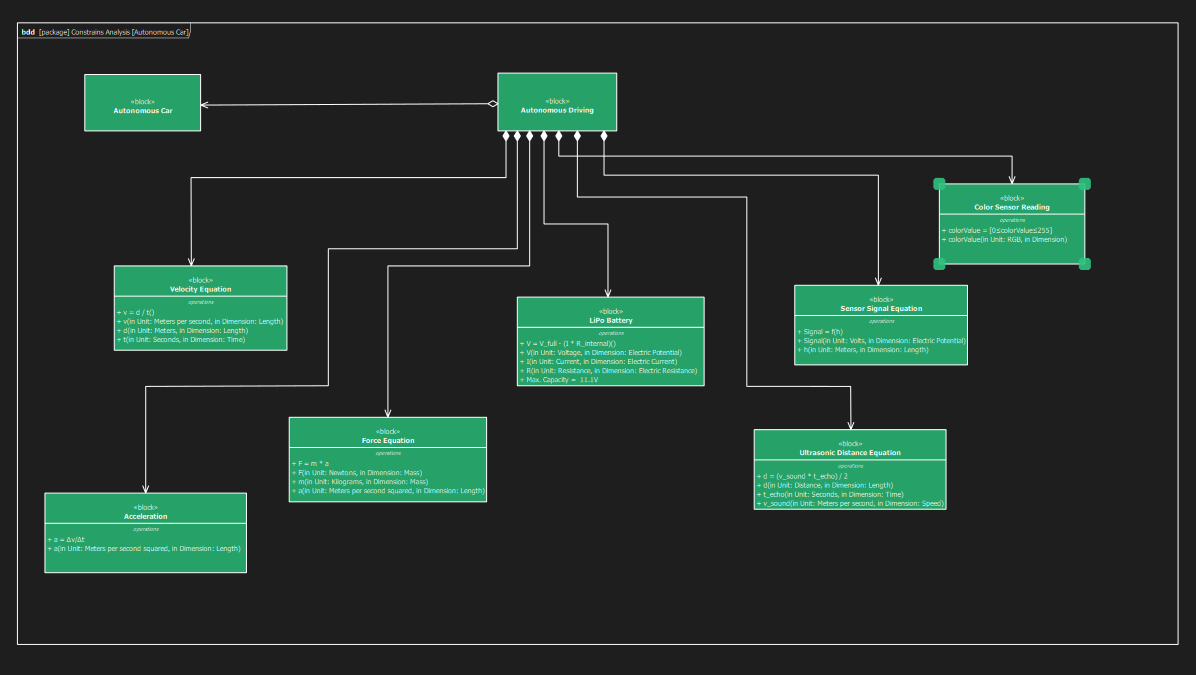 bdd [package] Constrains Analysis [Autonomous Car]
«block»
Autonomous Car
«block»
Autonomous Driving
«block»
Color Sensor Reading
operations
+ colorValue = [0≤colorValue≤255]
+ colorValue(in Unit: RGB, in Dimension)
«block»
Velocity Equation
operations
+ v = d / t()
+ v(in Unit: Meters per second, in Dimension: Length)
+ d(in Unit: Meters, in Dimension: Length)
+ t(in Unit: Seconds, in Dimension: Time)
«block»
Sensor Signal Equation
operations
+ Signal = f(h)
+ Signal(in Unit: Volts, in Dimension: Electric Potential)
+ h(in Unit: Meters, in Dimension: Length)
«block»
LiPo Battery
operations
+ V = V_full - (I * R_internal)()
+ V(in Unit: Voltage, in Dimension: Electric Potential)
+ I(in Unit: Current, in Dimension: Electric Current)
+ R(in Unit: Resistance, in Dimension: Electric Resistance)
+ Max. Capacity = 11.1V
«block»
Force Equation
operations
+ F = m * a
+ F(in Unit: Newtons, in Dimension: Mass)
+ m(in Unit: Kilograms, in Dimension: Mass)
+ a(in Unit: Meters per second squared, in Dimension: Length)
«block»
Ultrasonic Distance Equation
operations
+ d = (v_sound * t_echo) / 2
+ d(in Unit: Distance, in Dimension: Length)
+ t_echo(in Unit: Seconds, in Dimension: Time)
+ v_sound(in Unit: Meters per second, in Dimension: Speed)
«block»
Acceleration
operations
+ a = Δv/Δt
+ a(in Unit: Meters per second squared, in Dimension: Length)